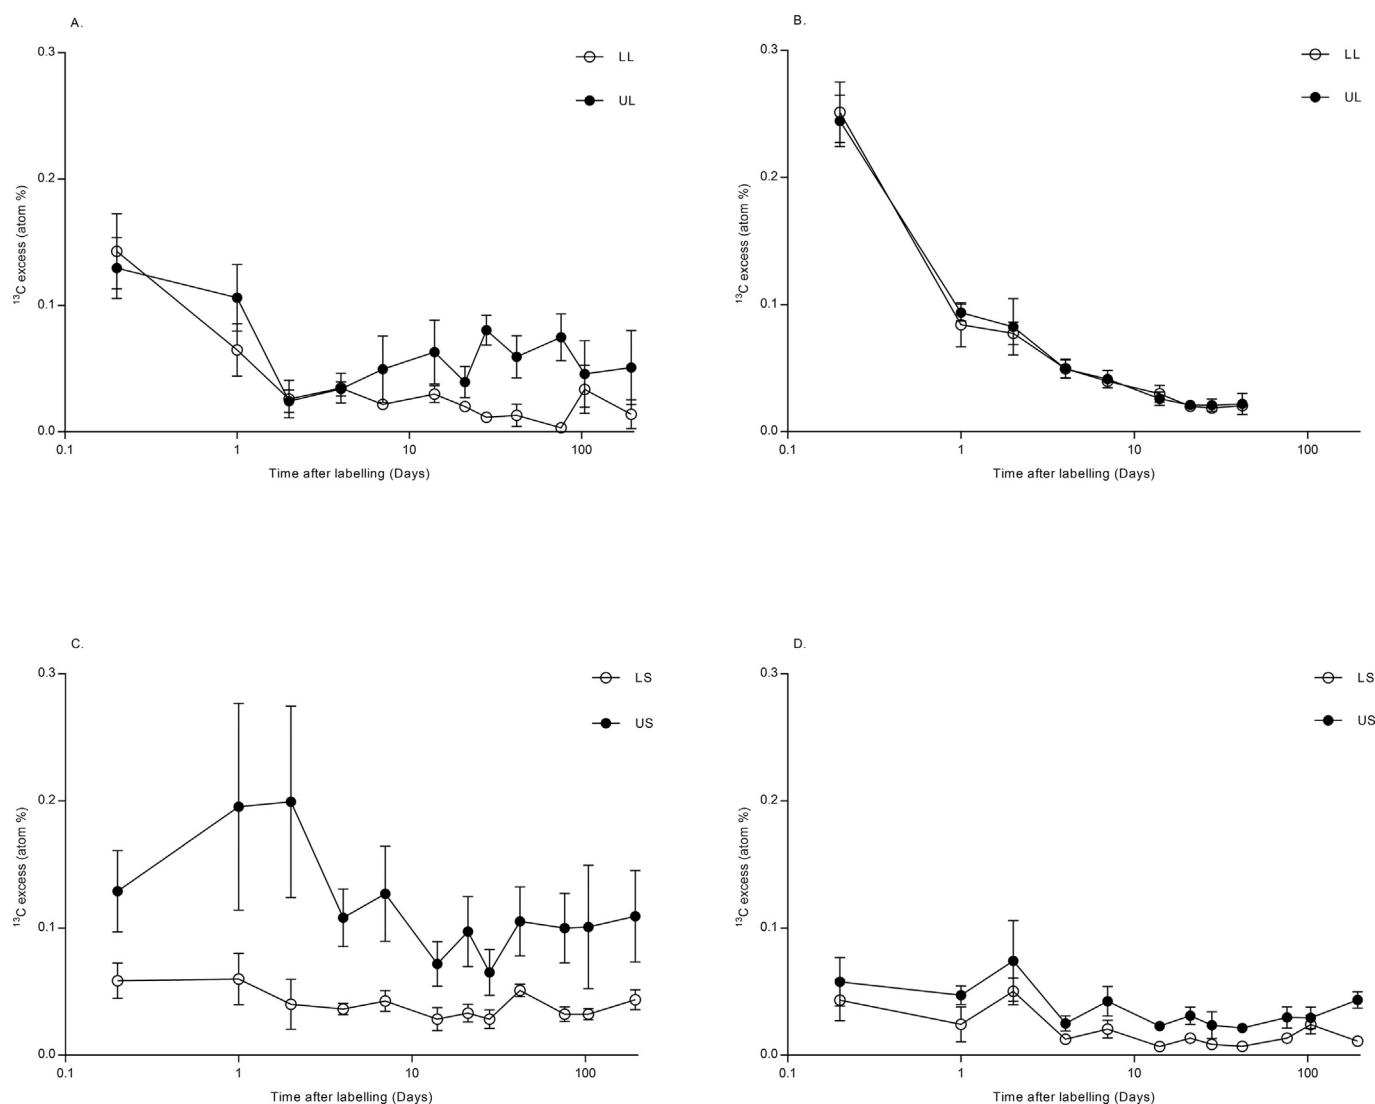 A.
LL
UL
0.3
0.2
0.1
0.0
¹³C excess (atom %)
0.1 1 10 100
Time after labelling (Days)
B.
LL
UL
0.3
0.2
0.1
0.0
¹³C excess (atom %)
0.1 1 10 100
Time after labelling (Days)
C.
LS
US
0.3
0.2
0.1
0.0
¹³C excess (atom %)
0.1 1 10 100
Time after labelling (Days)
D.
LS
US
0.3
0.2
0.1
0.0
¹³C excess (atom %)
0.1 1 10 100
Time after labelling (Days)